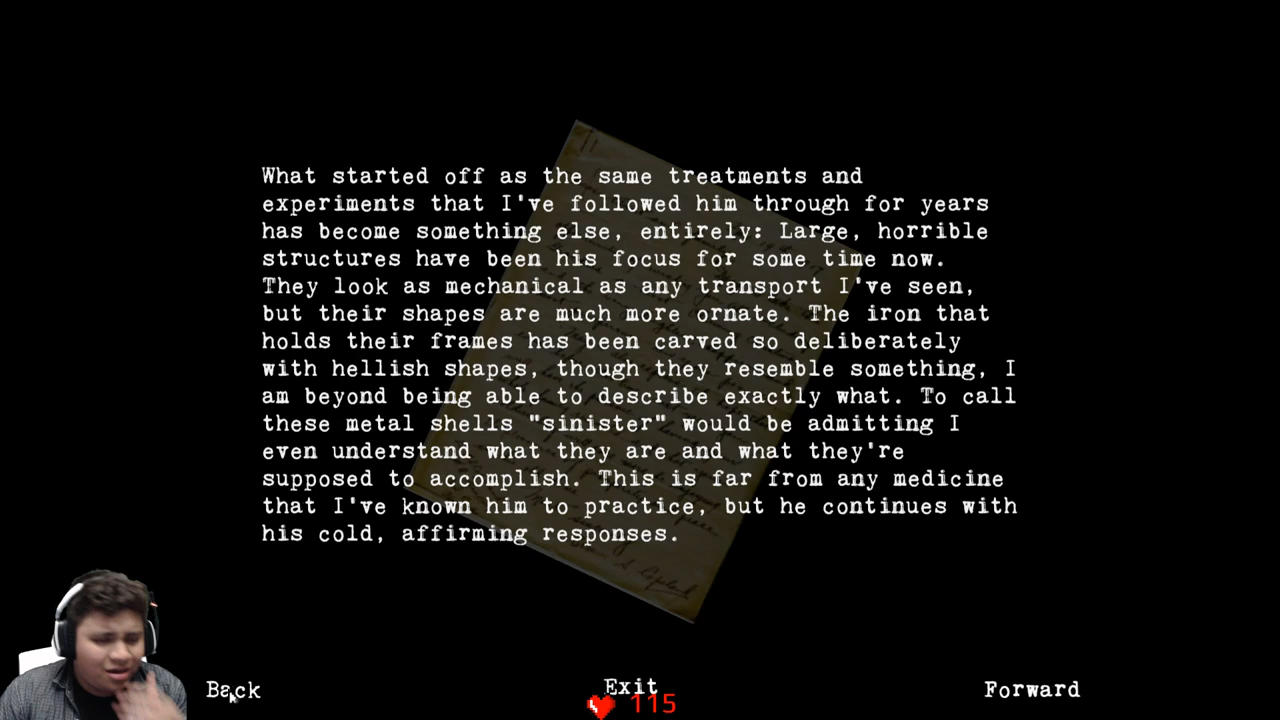 What started off as the same treatments and
experiments that I've followed him through for years
has become something else, entirely: Large, horrible
structures have been his focus for some time now.
They look as mechanical as any transport I've seen,
but their shapes are much more ornate. The iron that
holds their frames has been carved so deliberately
with hellish shapes, though they resemble something, I
am beyond being able to describe exactly what. To call
these metal shells "sinister" would be admitting I
even understand what they are and what they're
supposed to accomplish. This is far from any medicine
that I've known him to practice, but he continues with
his cold, affirming responses.
Back Exit Forward
115